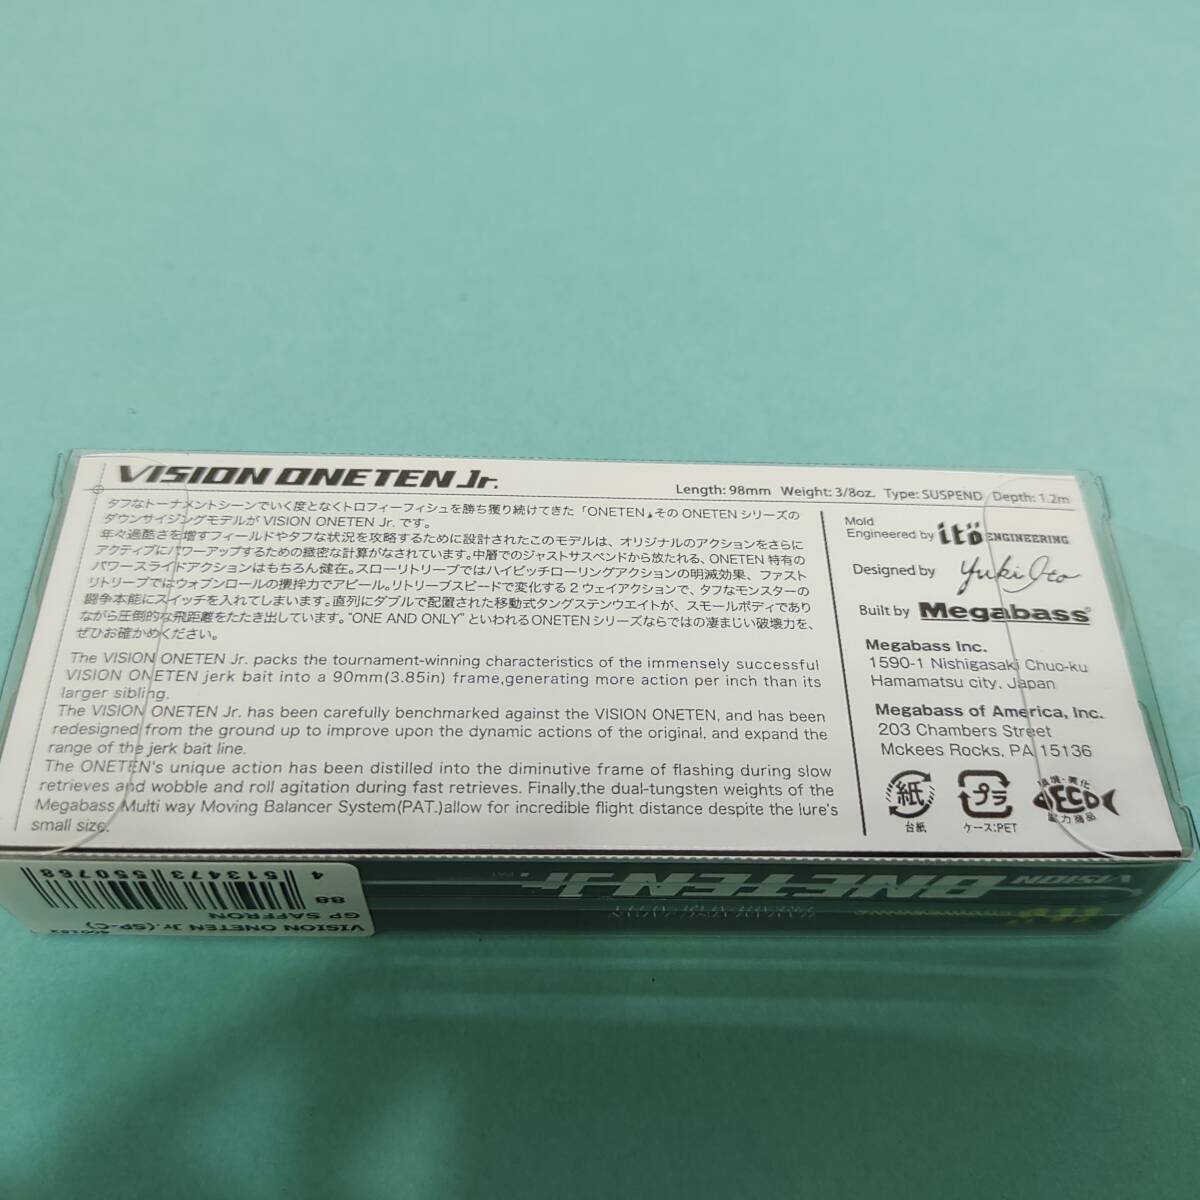 VISION ONETEN Jr.
Length: 98mm Weight: 3/8oz. Type: SUSPEND Depth: 1.2m
タフなトーナメントシーンでいく度となくトロフィーフィシュを勝ち獲り続けてきた「ONETEN」そのONETENシリーズの
ダウンサイジングモデルが VISION ONETEN Jr. です。
年々過酷さを増すフィールドやタフな状況を攻略するために設計されたこのモデルは、オリジナルのアクションをさらに
アクティブにパワーアップするための緻密な計算がなされています。中層でのジャストサスペンドから放たれる、ONETEN 特有の
パワースライドアクションはもちろん健在。スローリトリーブではハイピッチローリングアクションの明滅効果、ファスト
リトリーブではウォブンロールの攪拌力でアピール。リトリーブスピードで変化する 2 ウェイアクションで、タフなモンスターの
闘争本能にスイッチを入れてしまいます。直列にダブルで配置された移動式タングステンウエイトが、スモールボディであり
ながら圧倒的な飛距離をたたき出しています。“ONE AND ONLY” といわれるONETENシリーズならではの凄まじい破壊力を、
ぜひお確かめください。
The VISION ONETEN Jr. packs the tournament-winning characteristics of the immensely successful
VISION ONETEN jerk bait into a 90mm(3.85in) frame,generating more action per inch than its
larger sibling.
The VISION ONETEN Jr. has been carefully benchmarked against the VISION ONETEN, and has been
redesigned from the ground up to improve upon the dynamic actions of the original, and expand the
range of the jerk bait line.
The ONETEN's unique action has been distilled into the diminutive frame of flashing during slow
retrieves and wobble and roll agitation during fast retrieves. Finally,the dual-tungsten weights of the
Megabass Multi way Moving Balancer System(PAT.)allow for incredible flight distance despite the lure's
small size.
Mold
Engineered by itö ENGINEERING
Designed by Yuki Ito
Built by Megabass®
Megabass Inc.
1590-1 Nishigasaki Chuo-ku
Hamamatsu city, Japan
Megabass of America, Inc.
203 Chambers Street
Mckees Rocks, PA 15136
紙
台紙
プラ
ケース:PET
環境・美化
ECO
協力商品
VISION ONETEN Jr.
VISION ONETEN Jr.(SP-C)
GP SAFFRON
88
4 513473 550768